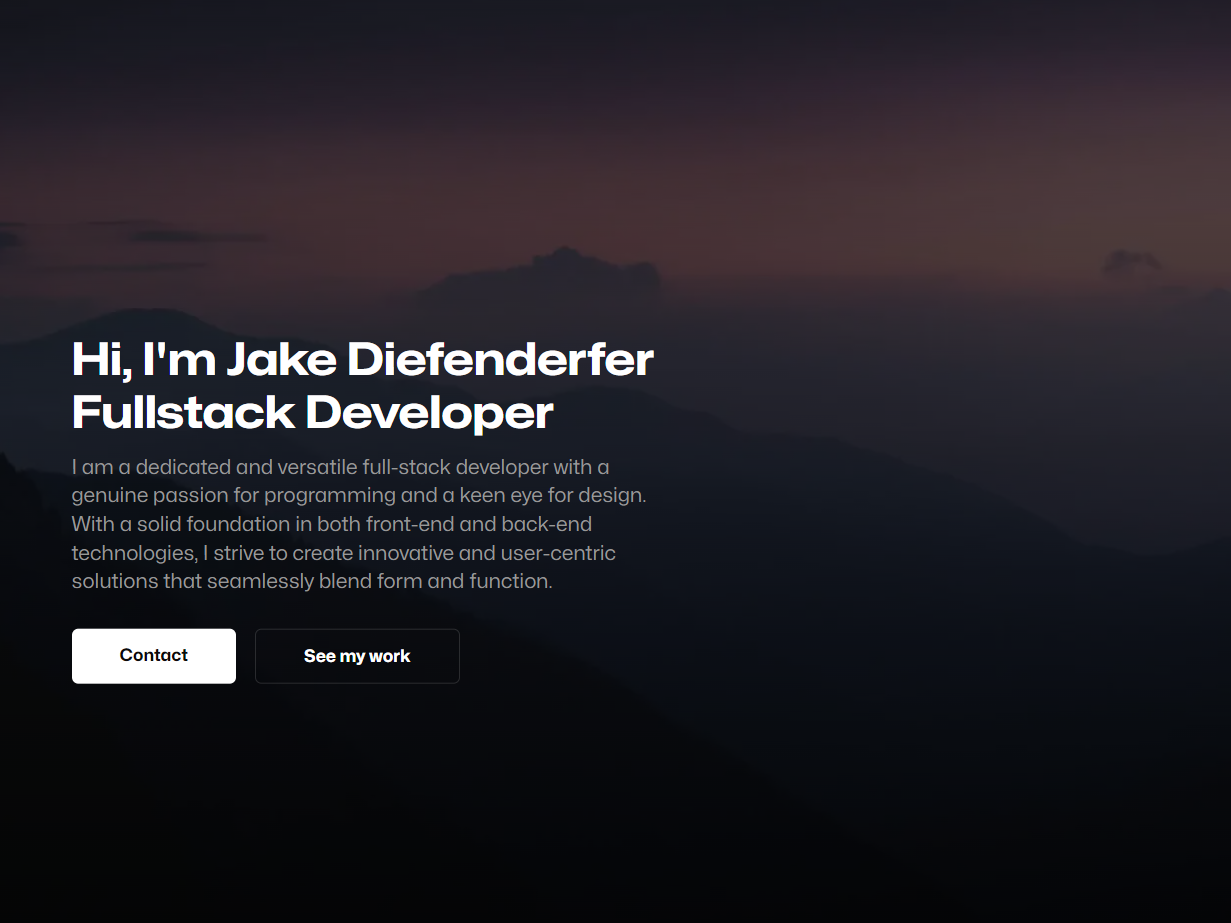 Hi, I'm Jake Diefenderfer
Fullstack Developer
I am a dedicated and versatile full-stack developer with a
genuine passion for programming and a keen eye for design.
With a solid foundation in both front-end and back-end
technologies, I strive to create innovative and user-centric
solutions that seamlessly blend form and function.
Contact
See my work